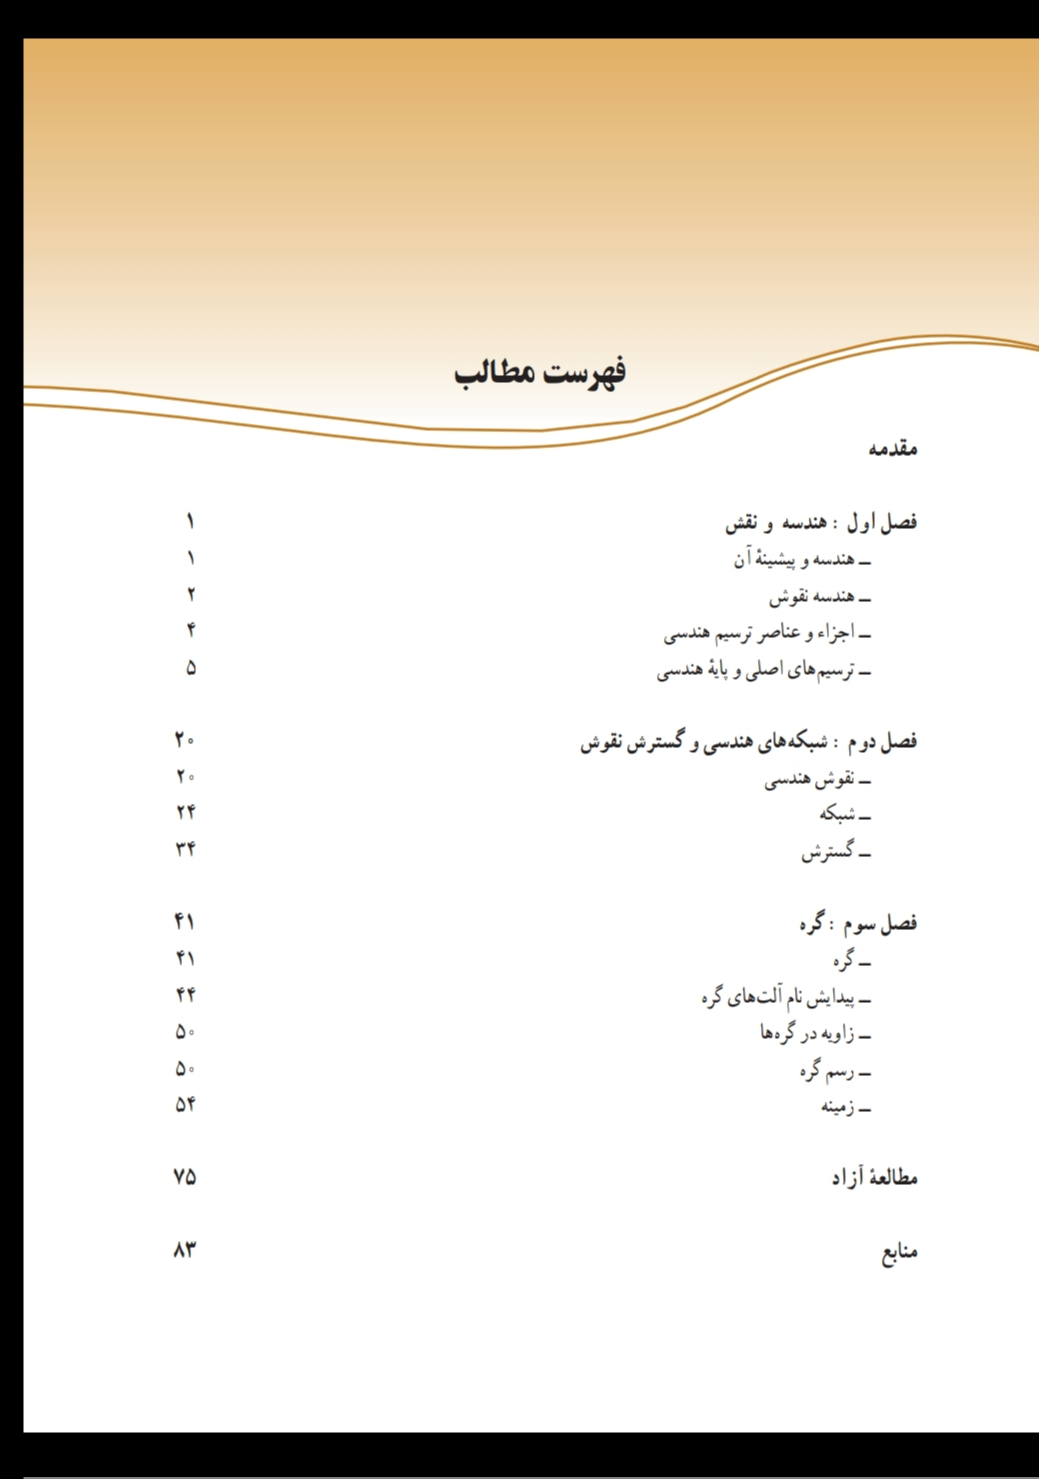 فهرست مطالب
مقدمه
فصل اول : هندسه و نقش ۱
ــ هندسه و پیشینهٔ آن ۱
ــ هندسه نقوش ۲
ــ اجزاء و عناصر ترسیم هندسی ۴
ــ ترسیم‌های اصلی و پایهٔ هندسی ۵
فصل دوم : شبکه‌های هندسی و گسترش نقوش ۲۰
ــ نقوش هندسی ۲۰
ــ شبکه ۲۴
ــ گسترش ۳۴
فصل سوم : گره ۴۱
ــ گره ۴۱
ــ پیدایش نام آلت‌های گره ۴۴
ــ زاویه در گره‌ها ۵۰
ــ رسم گره ۵۰
ــ زمینه ۵۴
مطالعهٔ آزاد ۷۵
منابع ۸۳